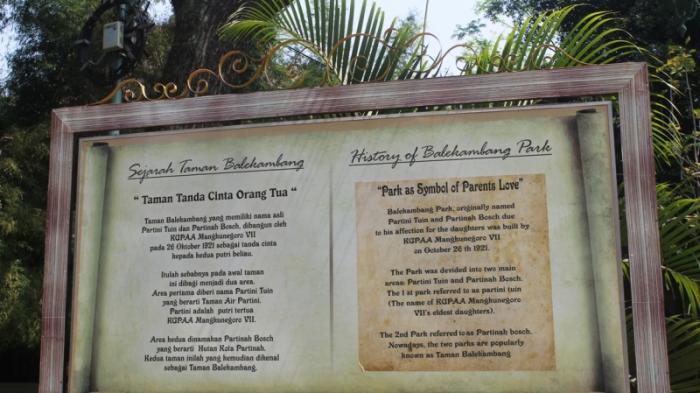 Sejarah Taman Balekambang
“ Taman Tanda Cinta Orang Tua “
Taman Balekambang yang memiliki nama asli
Partini Tuin dan Partinah Bosch, dibangun oleh
KGPAA Mangkunegoro VII
pada 26 Oktober 1921 sebagai tanda cinta
kepada kedua putri beliau.
Itulah sebabnya pada awal taman
ini dibagi menjadi dua area.
Area pertama diberi nama Partini Tuin
yang berarti Taman Air Partini.
Partini adalah putri tertua
KGPAA Mangkunegoro VII.
Area kedua dinamakan Partinah Bosch
yang berarti Hutan Kota Partinah.
Kedua taman inilah yang kemudian dikenal
sebagai Taman Balekambang.
History of Balekambang Park
“Park as Symbol of Parents Love”
Balekambang Park, originally named
Partini Tuin and Partinah Bosch due
to his affection for the daughters was built by
KGPAA Mangkunegoro VII
on October 26 th 1921.
The Park was devided into two main
areas: Partini Tuin and Partinah Bosch.
The 1 st park referred to as partini tuin
(The name of KGPAA Mangkunegoro
VII's eldest daughters).
The 2nd Park referred to as Partinah bosch.
Nowagays, the two parks are popularly
known as Taman Balekambang